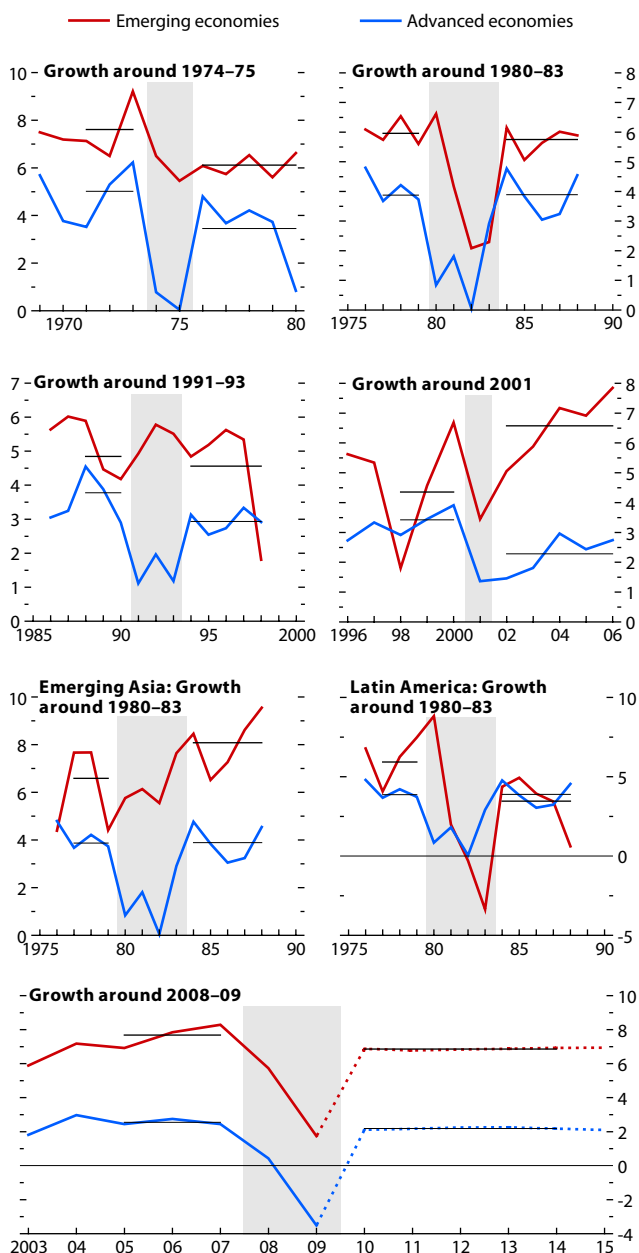 Emerging economies Advanced economies
Growth around 1974–75
10
8
6
4
2
0
1970 75 80
Growth around 1980–83
8
7
6
5
4
3
2
1
0
1975 80 85 90
Growth around 1991–93
7
6
5
4
3
2
1
0
1985 90 95 2000
Growth around 2001
8
7
6
5
4
3
2
1
0
1996 98 2000 02 04 06
Emerging Asia: Growth
around 1980–83
10
8
6
4
2
0
1975 80 85 90
Latin America: Growth
around 1980–83
10
5
0
-5
1975 80 85 90
Growth around 2008–09
10
8
6
4
2
0
-2
-4
2003 04 05 06 07 08 09 10 11 12 13 14 15